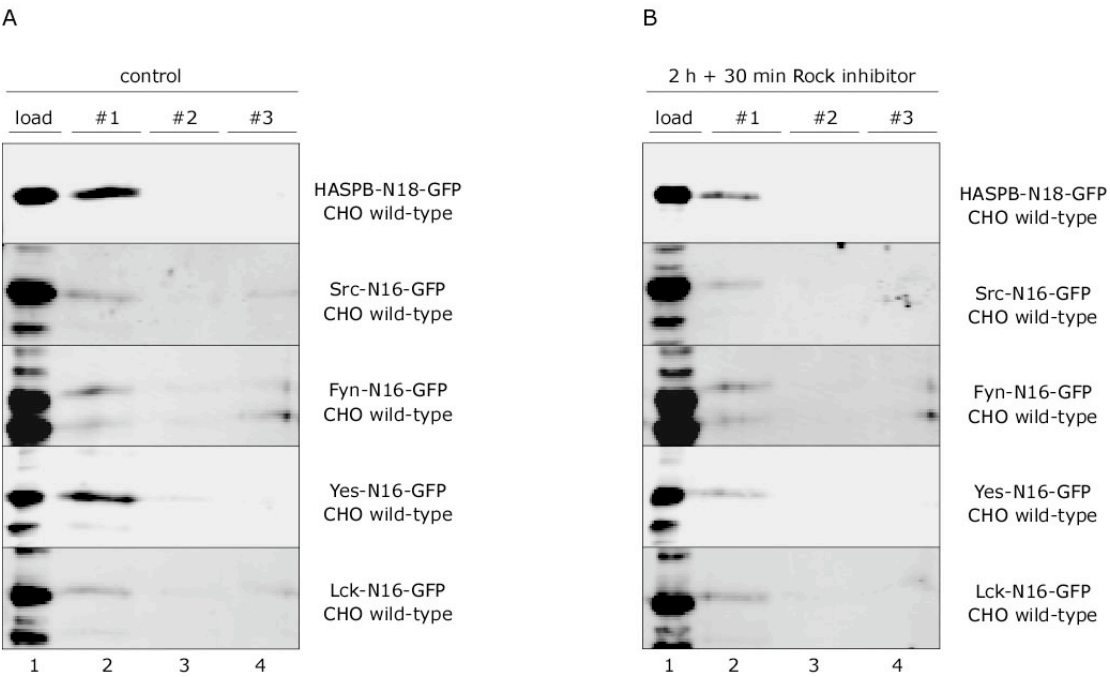 A
control
load #1 #2 #3
HASPB-N18-GFP
CHO wild-type
Src-N16-GFP
CHO wild-type
Fyn-N16-GFP
CHO wild-type
Yes-N16-GFP
CHO wild-type
Lck-N16-GFP
CHO wild-type
1 2 3 4
B
2 h + 30 min Rock inhibitor
load #1 #2 #3
HASPB-N18-GFP
CHO wild-type
Src-N16-GFP
CHO wild-type
Fyn-N16-GFP
CHO wild-type
Yes-N16-GFP
CHO wild-type
Lck-N16-GFP
CHO wild-type
1 2 3 4